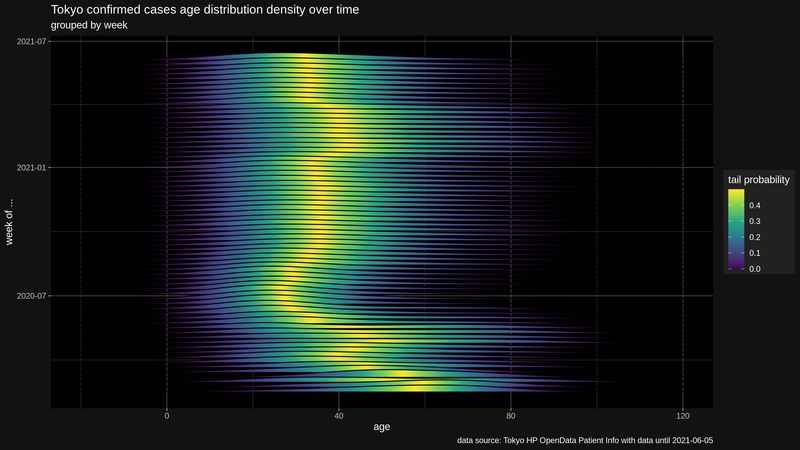 Tokyo confirmed cases age distribution density over time
grouped by week
2021-07
2021-01
2020-07
week of ...
0
40
80
120
age
tail probability
0.4
0.3
0.2
0.1
0.0
data source: Tokyo HP OpenData Patient Info with data until 2021-06-05